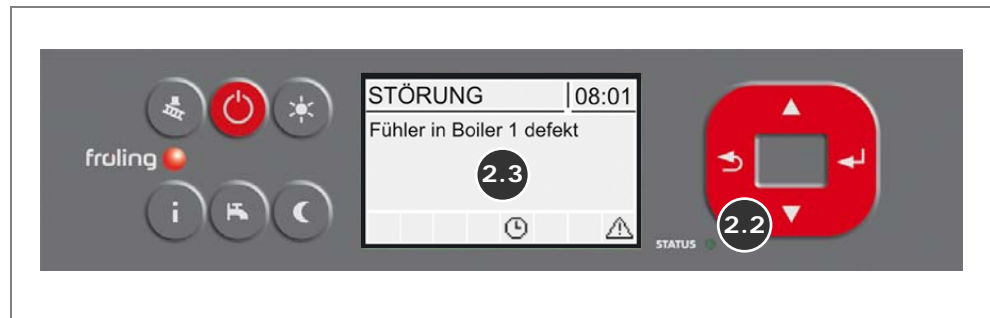 STÖRUNG 08:01
Fühler in Boiler 1 defekt
2.3
froling
i
STATUS
2.2